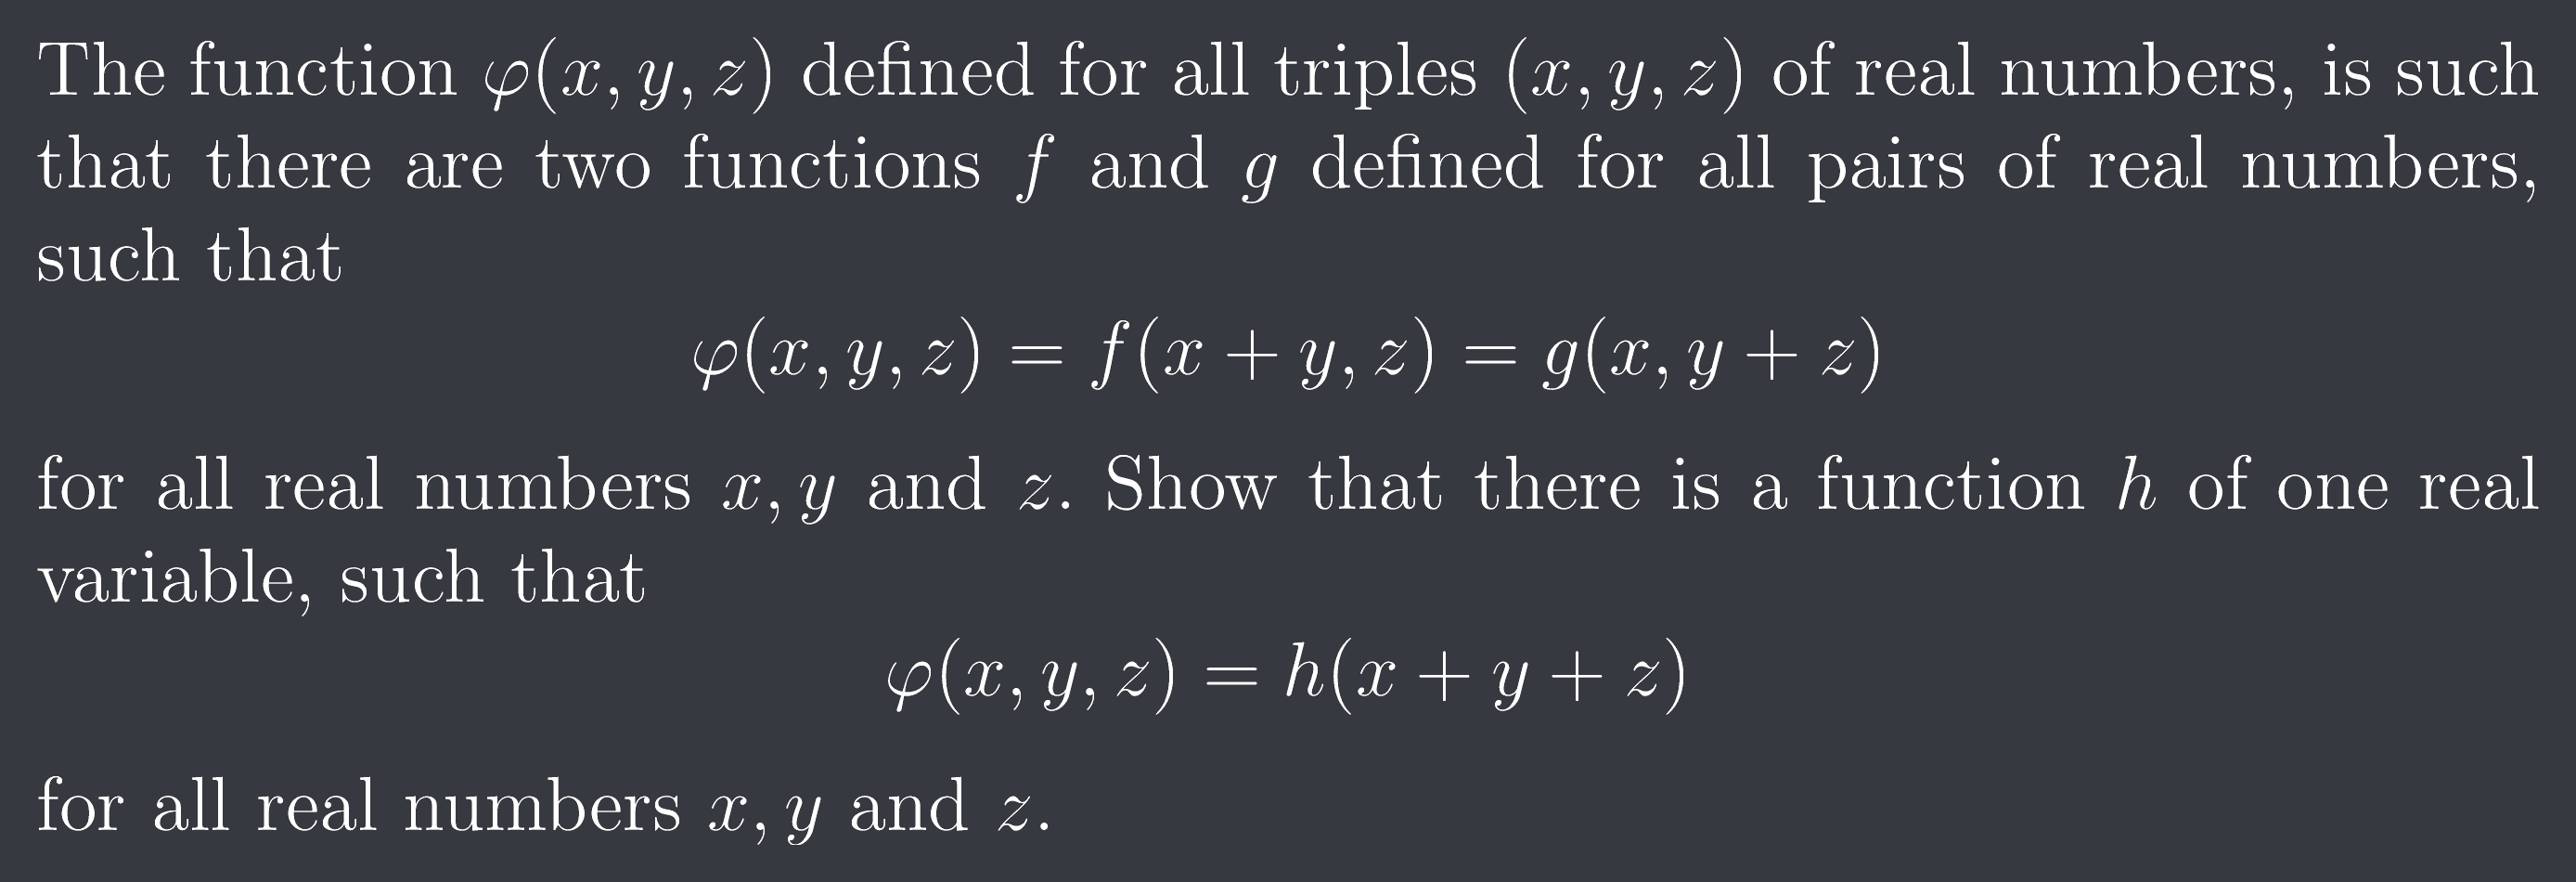 The function φ(x, y, z) defined for all triples (x, y, z) of real numbers, is such
that there are two functions f and g defined for all pairs of real numbers,
such that
φ(x, y, z) = f(x + y, z) = g(x, y + z)
for all real numbers x, y and z. Show that there is a function h of one real
variable, such that
φ(x, y, z) = h(x + y + z)
for all real numbers x, y and z.